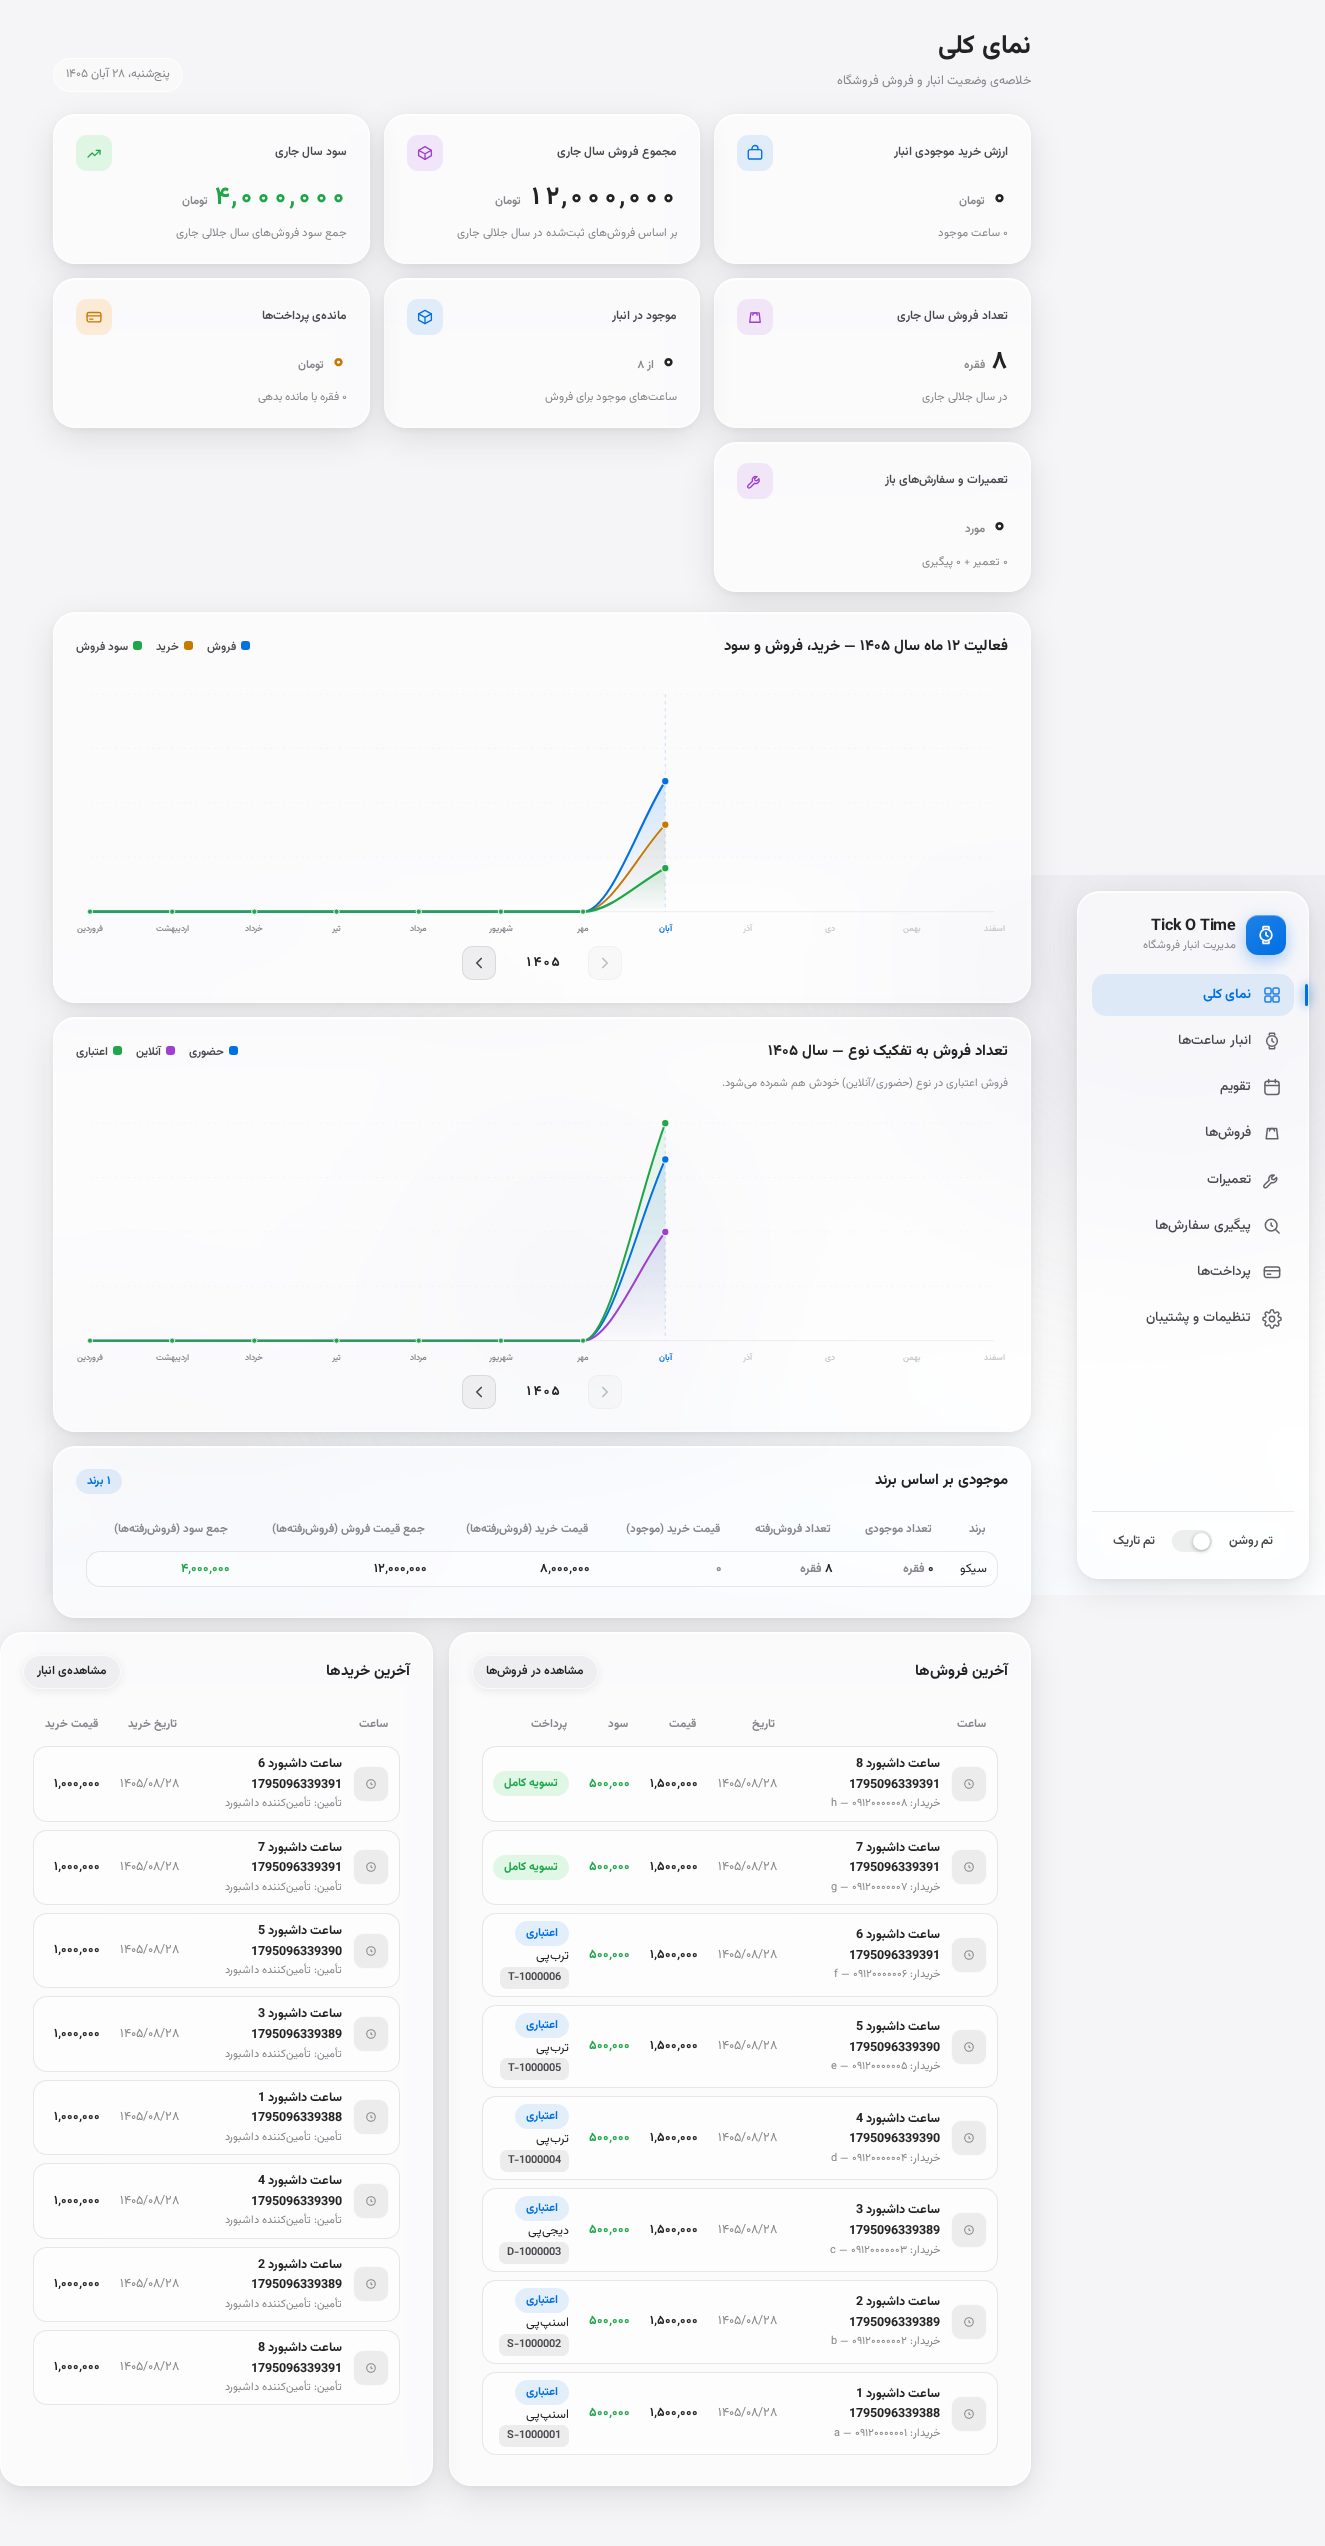 نمای کلی
خلاصه‌ی وضعیت انبار و فروش فروشگاه
پنج‌شنبه، ۲۸ آبان ۱۴۰۵
ارزش خرید موجودی انبار
۰ تومان
۰ ساعت موجود
مجموع فروش سال جاری
۱۲,۰۰۰,۰۰۰ تومان
بر اساس فروش‌های ثبت‌شده در سال جلالی جاری
سود سال جاری
۴,۰۰۰,۰۰۰ تومان
جمع سود فروش‌های سال جلالی جاری
تعداد فروش سال جاری
۸ فقره
در سال جلالی جاری
موجود در انبار
۰ از ۸
ساعت‌های موجود برای فروش
مانده‌ی پرداخت‌ها
۰ تومان
۰ فقره با مانده بدهی
تعمیرات و سفارش‌های باز
۰ مورد
۰ تعمیر + ۰ پیگیری
فعالیت ۱۲ ماه سال ۱۴۰۵ — خرید، فروش و سود
فروش خرید سود فروش
فروردین اردیبهشت خرداد تیر مرداد شهریور مهر آبان آذر دی بهمن اسفند
۱۴۰۵
تعداد فروش به تفکیک نوع — سال ۱۴۰۵
حضوری آنلاین اعتباری
فروش اعتباری در نوع (حضوری/آنلاین) خودش هم شمرده می‌شود.
فروردین اردیبهشت خرداد تیر مرداد شهریور مهر آبان آذر دی بهمن اسفند
۱۴۰۵
Tick O Time
مدیریت انبار فروشگاه
نمای کلی
انبار ساعت‌ها
تقویم
فروش‌ها
تعمیرات
پیگیری سفارش‌ها
پرداخت‌ها
تنظیمات و پشتیبان
تم روشن تم تاریک
موجودی بر اساس برند
۱ برند
برند تعداد موجودی تعداد فروش‌رفته قیمت خرید (موجود) قیمت خرید (فروش‌رفته‌ها) جمع قیمت فروش (فروش‌رفته‌ها) جمع سود (فروش‌رفته‌ها)
سیکو ۰ فقره ۸ فقره ۰ ۸,۰۰۰,۰۰۰ ۱۲,۰۰۰,۰۰۰ ۴,۰۰۰,۰۰۰
آخرین فروش‌ها
مشاهده در فروش‌ها
ساعت تاریخ قیمت سود پرداخت
ساعت داشبورد 8
1795096339391
خریدار: ۰۹۱۲۰۰۰۰۰۰۸ — h
۱۴۰۵/۰۸/۲۸ ۱,۵۰۰,۰۰۰ ۵۰۰,۰۰۰ تسویه کامل
ساعت داشبورد 7
1795096339391
خریدار: ۰۹۱۲۰۰۰۰۰۰۷ — g
۱۴۰۵/۰۸/۲۸ ۱,۵۰۰,۰۰۰ ۵۰۰,۰۰۰ تسویه کامل
ساعت داشبورد 6
1795096339391
خریدار: ۰۹۱۲۰۰۰۰۰۰۶ — f
۱۴۰۵/۰۸/۲۸ ۱,۵۰۰,۰۰۰ ۵۰۰,۰۰۰ اعتباری
ترب‌پی
T-1000006
ساعت داشبورد 5
1795096339390
خریدار: ۰۹۱۲۰۰۰۰۰۰۵ — e
۱۴۰۵/۰۸/۲۸ ۱,۵۰۰,۰۰۰ ۵۰۰,۰۰۰ اعتباری
ترب‌پی
T-1000005
ساعت داشبورد 4
1795096339390
خریدار: ۰۹۱۲۰۰۰۰۰۰۴ — d
۱۴۰۵/۰۸/۲۸ ۱,۵۰۰,۰۰۰ ۵۰۰,۰۰۰ اعتباری
ترب‌پی
T-1000004
ساعت داشبورد 3
1795096339389
خریدار: ۰۹۱۲۰۰۰۰۰۰۳ — c
۱۴۰۵/۰۸/۲۸ ۱,۵۰۰,۰۰۰ ۵۰۰,۰۰۰ اعتباری
دیجی‌پی
D-1000003
ساعت داشبورد 2
1795096339389
خریدار: ۰۹۱۲۰۰۰۰۰۰۲ — b
۱۴۰۵/۰۸/۲۸ ۱,۵۰۰,۰۰۰ ۵۰۰,۰۰۰ اعتباری
اسنپ‌پی
S-1000002
ساعت داشبورد 1
1795096339388
خریدار: ۰۹۱۲۰۰۰۰۰۰۱ — a
۱۴۰۵/۰۸/۲۸ ۱,۵۰۰,۰۰۰ ۵۰۰,۰۰۰ اعتباری
اسنپ‌پی
S-1000001
آخرین خریدها
مشاهده‌ی انبار
ساعت تاریخ خرید قیمت خرید
ساعت داشبورد 6
1795096339391
تأمین: تأمین‌کننده داشبورد
۱۴۰۵/۰۸/۲۸ ۱,۰۰۰,۰۰۰
ساعت داشبورد 7
1795096339391
تأمین: تأمین‌کننده داشبورد
۱۴۰۵/۰۸/۲۸ ۱,۰۰۰,۰۰۰
ساعت داشبورد 5
1795096339390
تأمین: تأمین‌کننده داشبورد
۱۴۰۵/۰۸/۲۸ ۱,۰۰۰,۰۰۰
ساعت داشبورد 3
1795096339389
تأمین: تأمین‌کننده داشبورد
۱۴۰۵/۰۸/۲۸ ۱,۰۰۰,۰۰۰
ساعت داشبورد 1
1795096339388
تأمین: تأمین‌کننده داشبورد
۱۴۰۵/۰۸/۲۸ ۱,۰۰۰,۰۰۰
ساعت داشبورد 4
1795096339390
تأمین: تأمین‌کننده داشبورد
۱۴۰۵/۰۸/۲۸ ۱,۰۰۰,۰۰۰
ساعت داشبورد 2
1795096339389
تأمین: تأمین‌کننده داشبورد
۱۴۰۵/۰۸/۲۸ ۱,۰۰۰,۰۰۰
ساعت داشبورد 8
1795096339391
تأمین: تأمین‌کننده داشبورد
۱۴۰۵/۰۸/۲۸ ۱,۰۰۰,۰۰۰